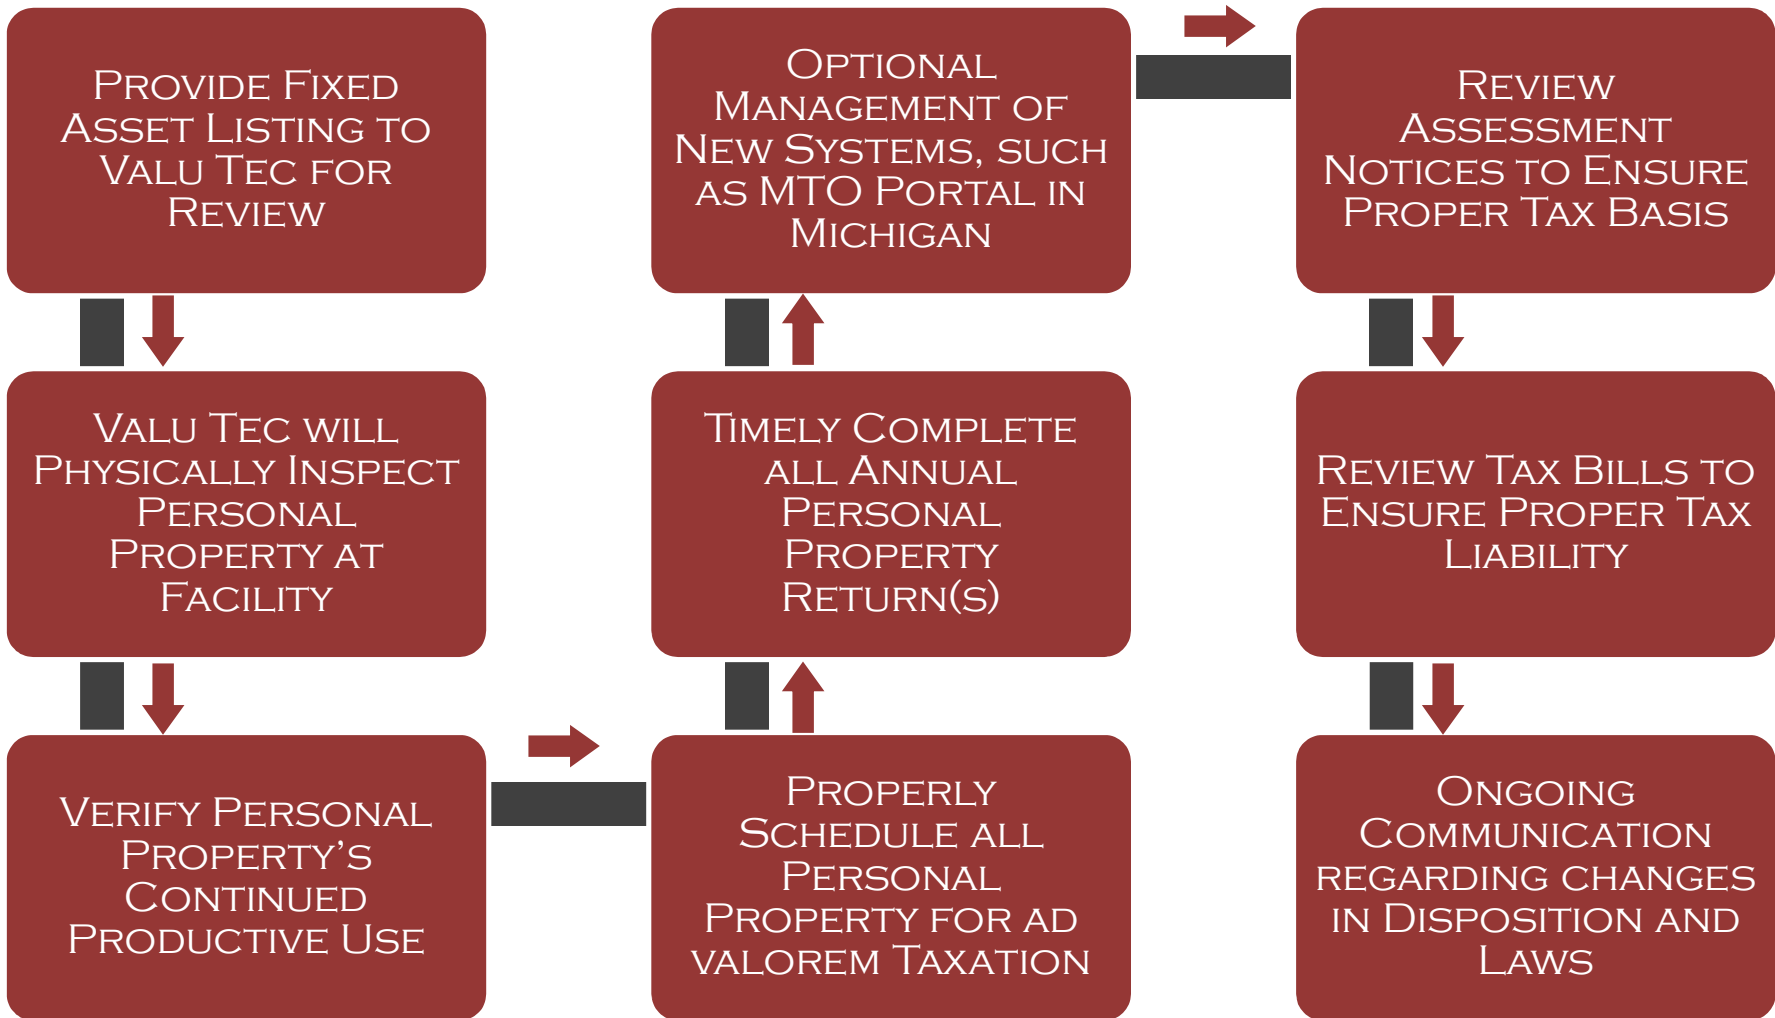 Provide Fixed
Asset Listing to
Valu Tec for
Review
Valu Tec will
Physically Inspect
Personal
Property at
Facility
Verify Personal
Property’s
Continued
Productive Use
Properly
Schedule all
Personal
Property for ad
valorem Taxation
Timely Complete
all Annual
Personal
Property
Return(s)
Optional
Management of
New Systems, such
as MTO Portal in
Michigan
Review
Assessment
Notices to Ensure
Proper Tax Basis
Review Tax Bills to
Ensure Proper Tax
Liability
Ongoing
Communication
regarding changes
in Disposition and
Laws